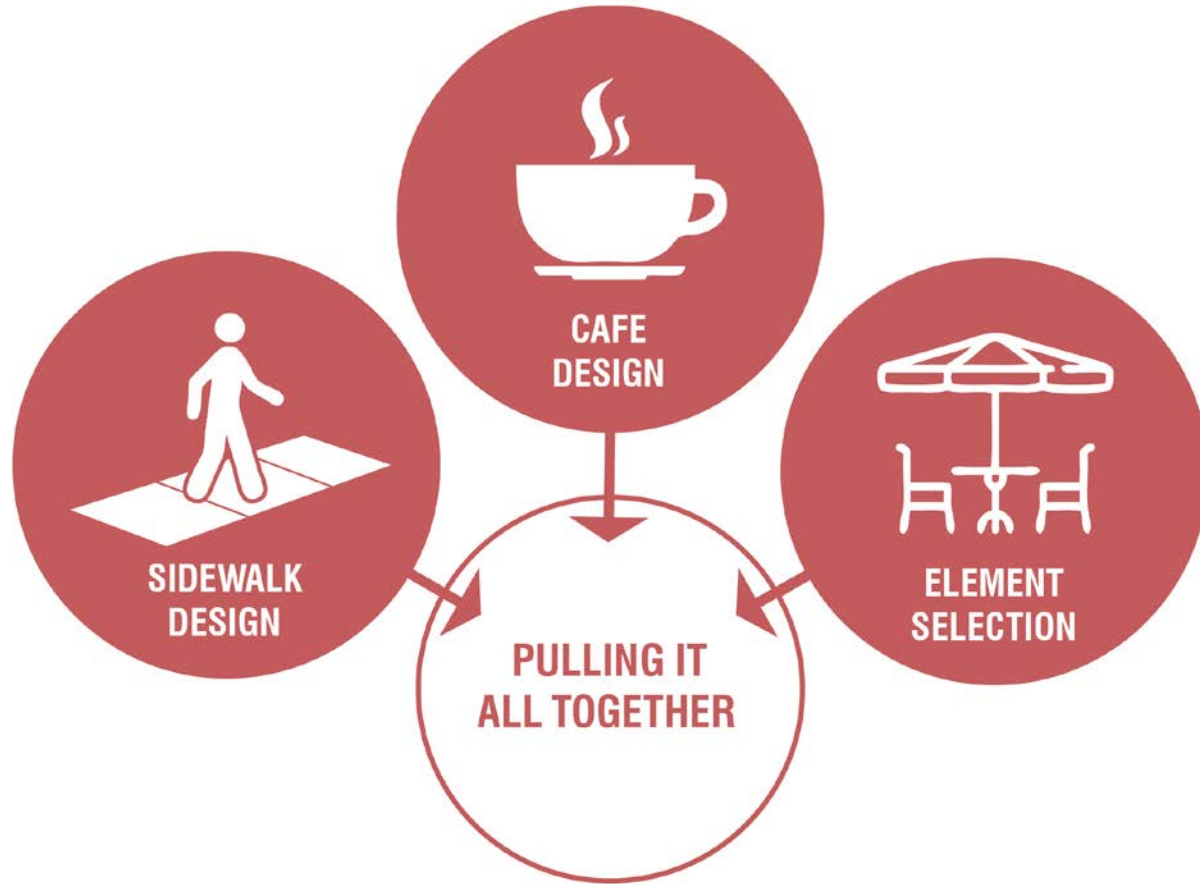 CAFE
DESIGN
SIDEWALK
DESIGN
ELEMENT
SELECTION
PULLING IT
ALL TOGETHER